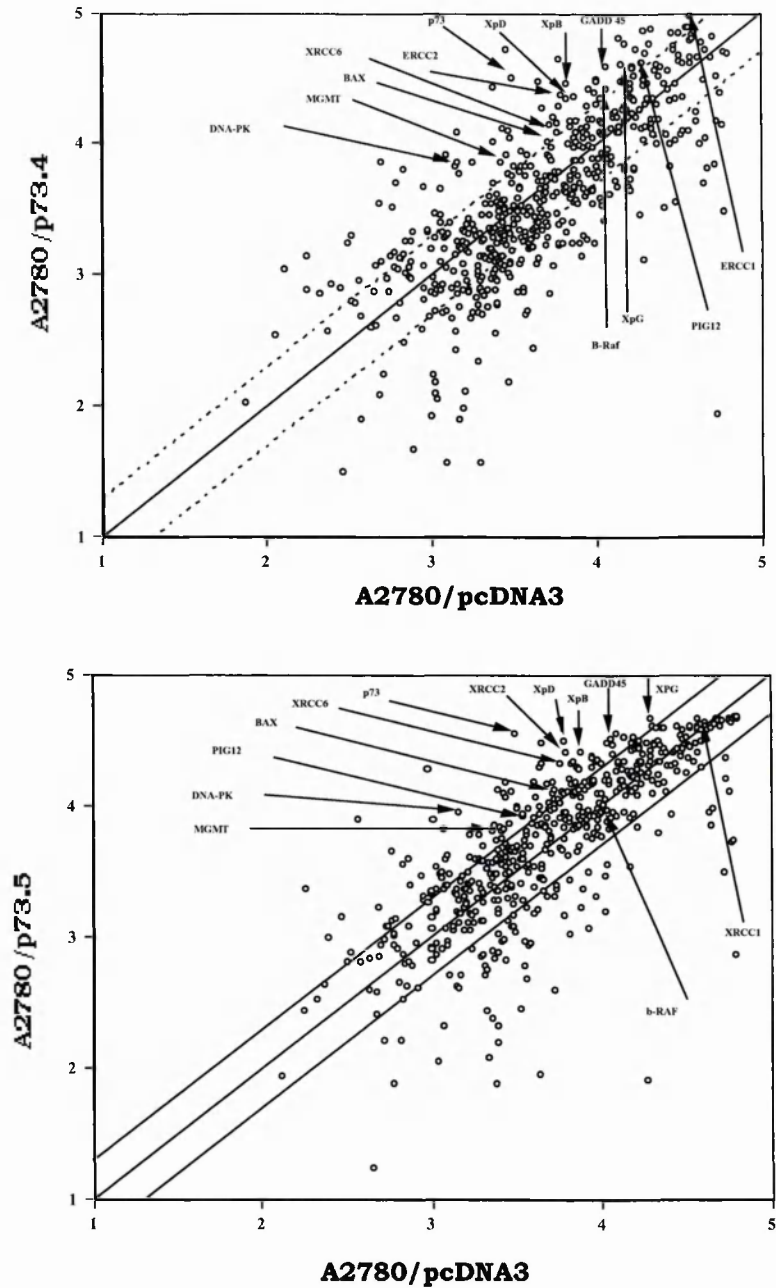 5
p73
XpD
XpB
GADD 45
XRCC6
ERCC2
BAX
MGMT
DNA-PK
4
3
2
1
A2780/p73.4
ERCC1
PIG12
XpG
B-Raf
1
2
3
4
5
A2780/pcDNA3
5
p73
XRCC2
XpD
XpB
GADD45
XPG
XRCC6
BAX
PIG12
DNA-PK
MGMT
4
3
2
1
A2780/p73.5
XRCC1
b-RAF
1
2
3
4
5
A2780/pcDNA3